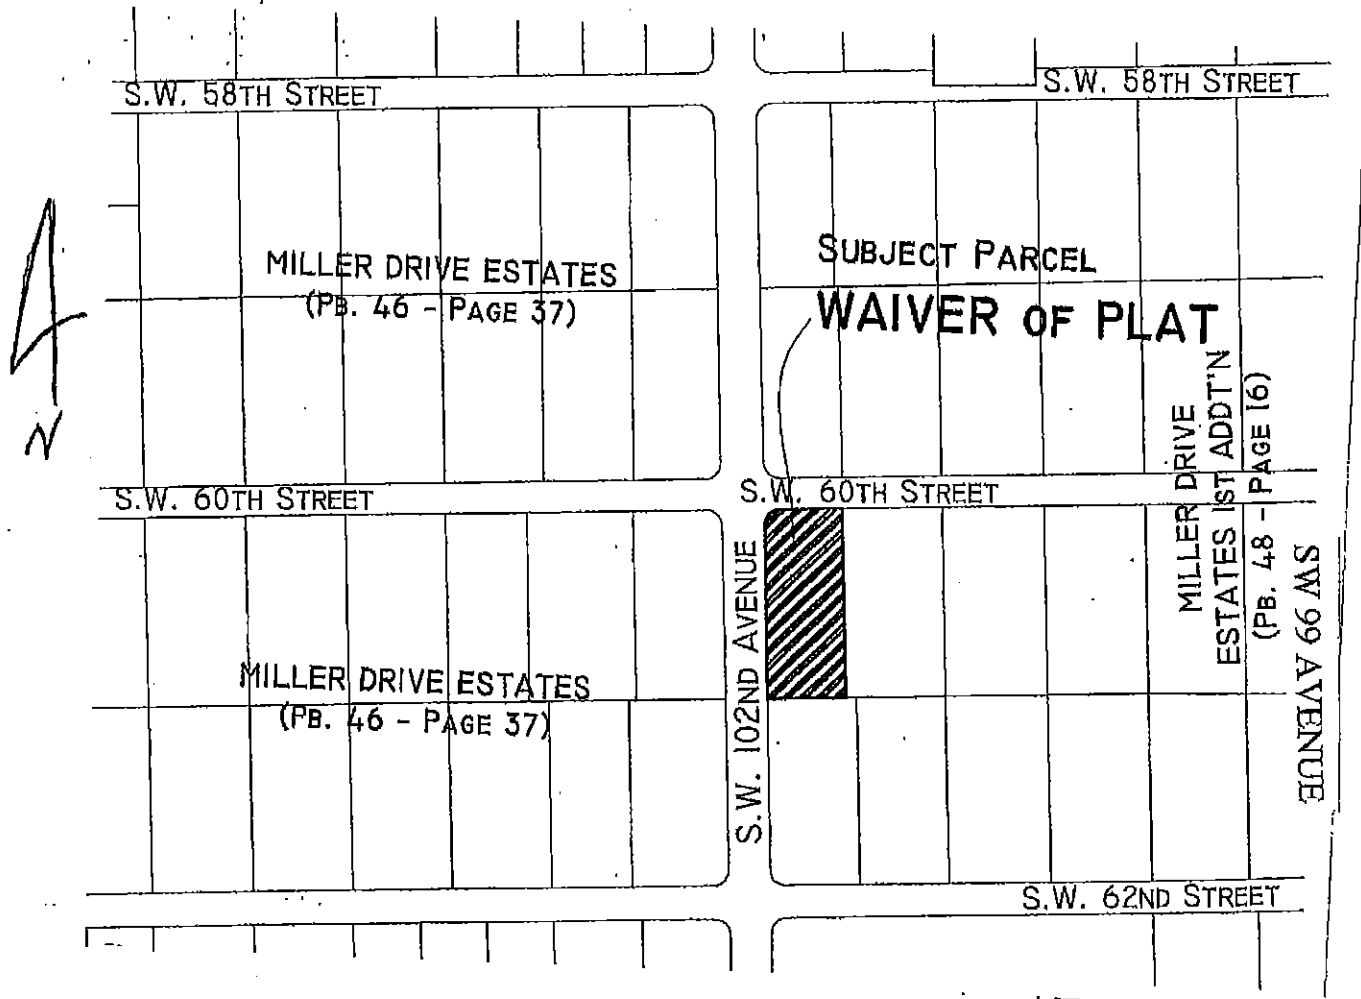 S.W. 58TH STREET
S.W. 58TH STREET
MILLER DRIVE ESTATES
(PB. 46 - PAGE 37)
SUBJECT PARCEL
WAIVER OF PLAT
N
S.W. 60TH STREET
S.W. 60TH STREET
MILLER DRIVE
ESTATES 1ST ADDT'N
(PB. 48 - PAGE 16)
SW 99 AVENUE
S.W. 102ND AVENUE
MILLER DRIVE ESTATES
(PB. 46 - PAGE 37)
S.W. 62ND STREET